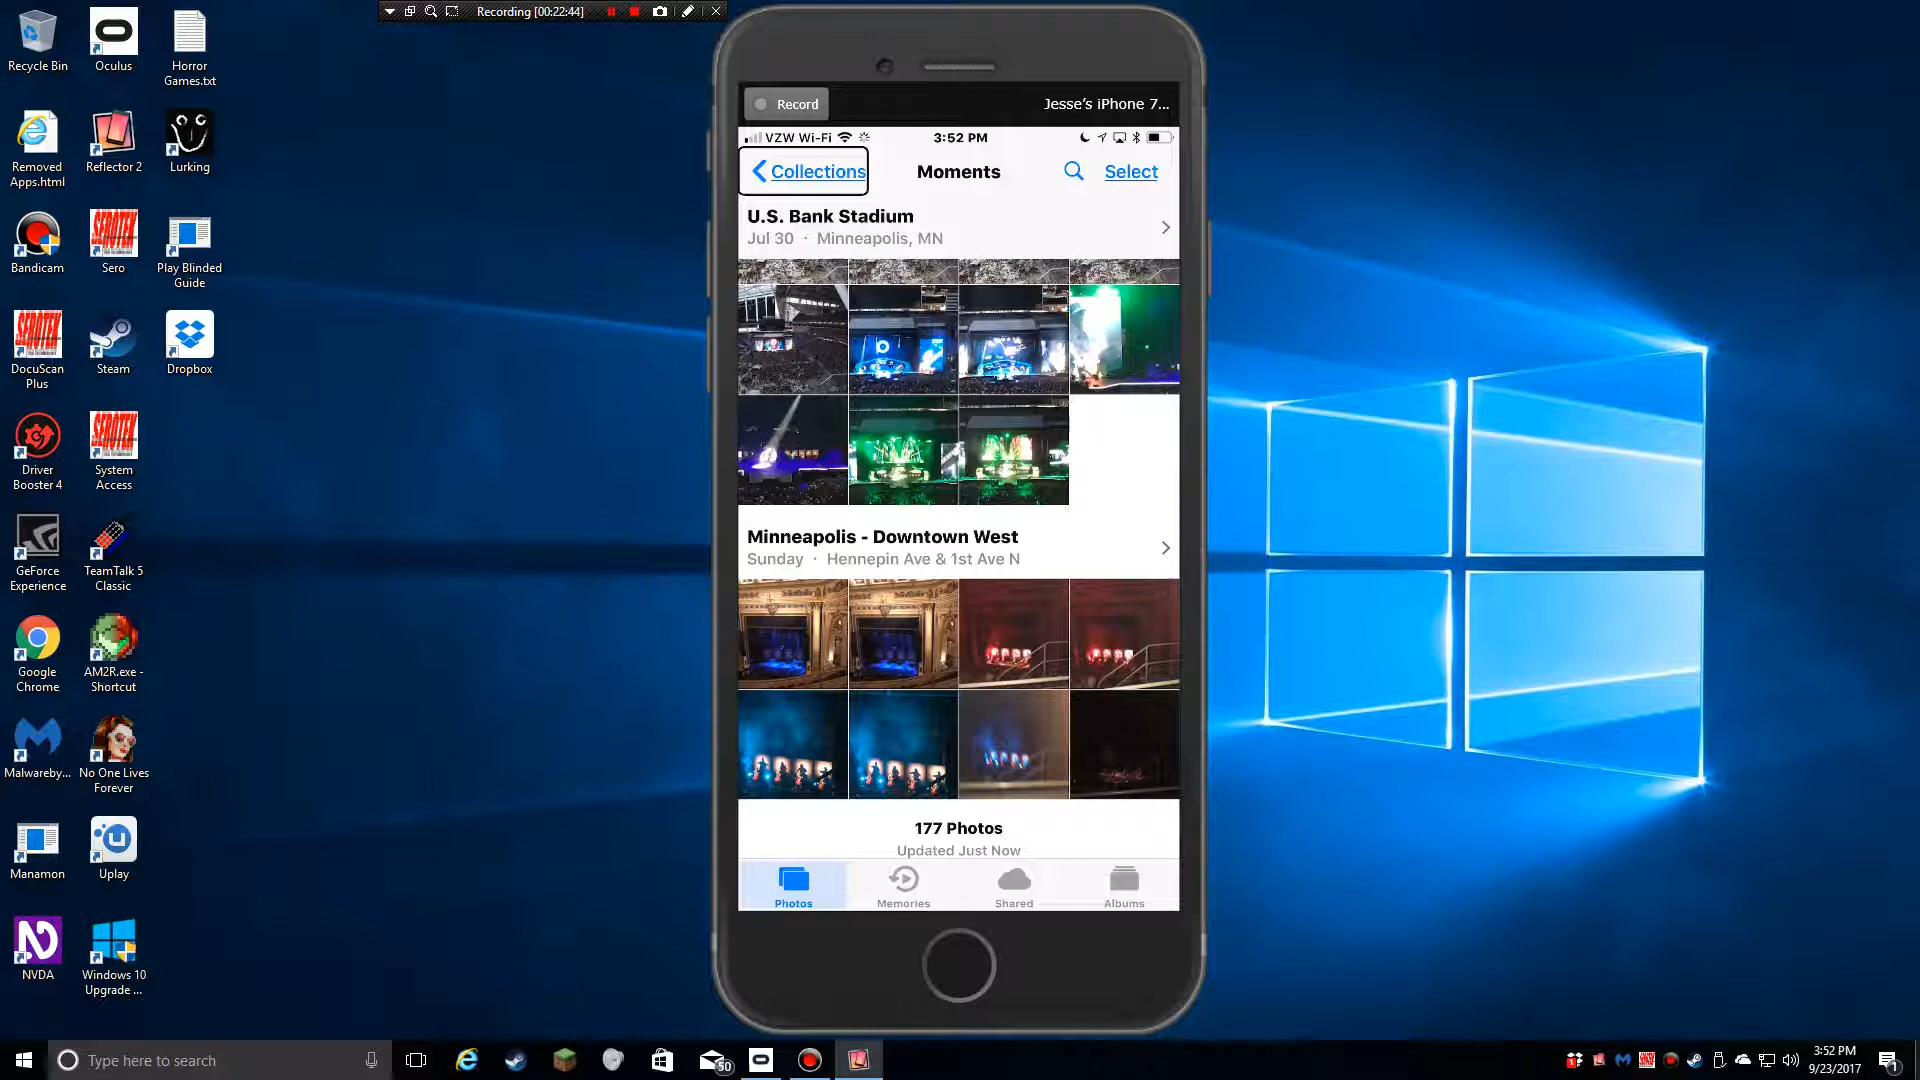 Recording [00:22:44]
Recycle Bin
Oculus
Horror
Games.txt
Removed
Apps.html
Reflector 2
Lurking
Bandicam
Sero
Play Blinded
Guide
DocuScan
Plus
Steam
Dropbox
Driver
Booster 4
System
Access
GeForce
Experience
TeamTalk 5
Classic
Google
Chrome
AM2R.exe -
Shortcut
Malwareby...
No One Lives
Forever
Manamon
Uplay
NVDA
Windows 10
Upgrade ...
SEROTEK
SEROTEK
SEROTEK
Record
Jesse's iPhone 7...
VZW Wi-Fi
3:52 PM
Collections
Moments
Select
U.S. Bank Stadium
Jul 30 · Minneapolis, MN
Minneapolis - Downtown West
Sunday · Hennepin Ave & 1st Ave N
177 Photos
Updated Just Now
Photos
Memories
Shared
Albums
Type here to search
50
3:52 PM
9/23/2017
1